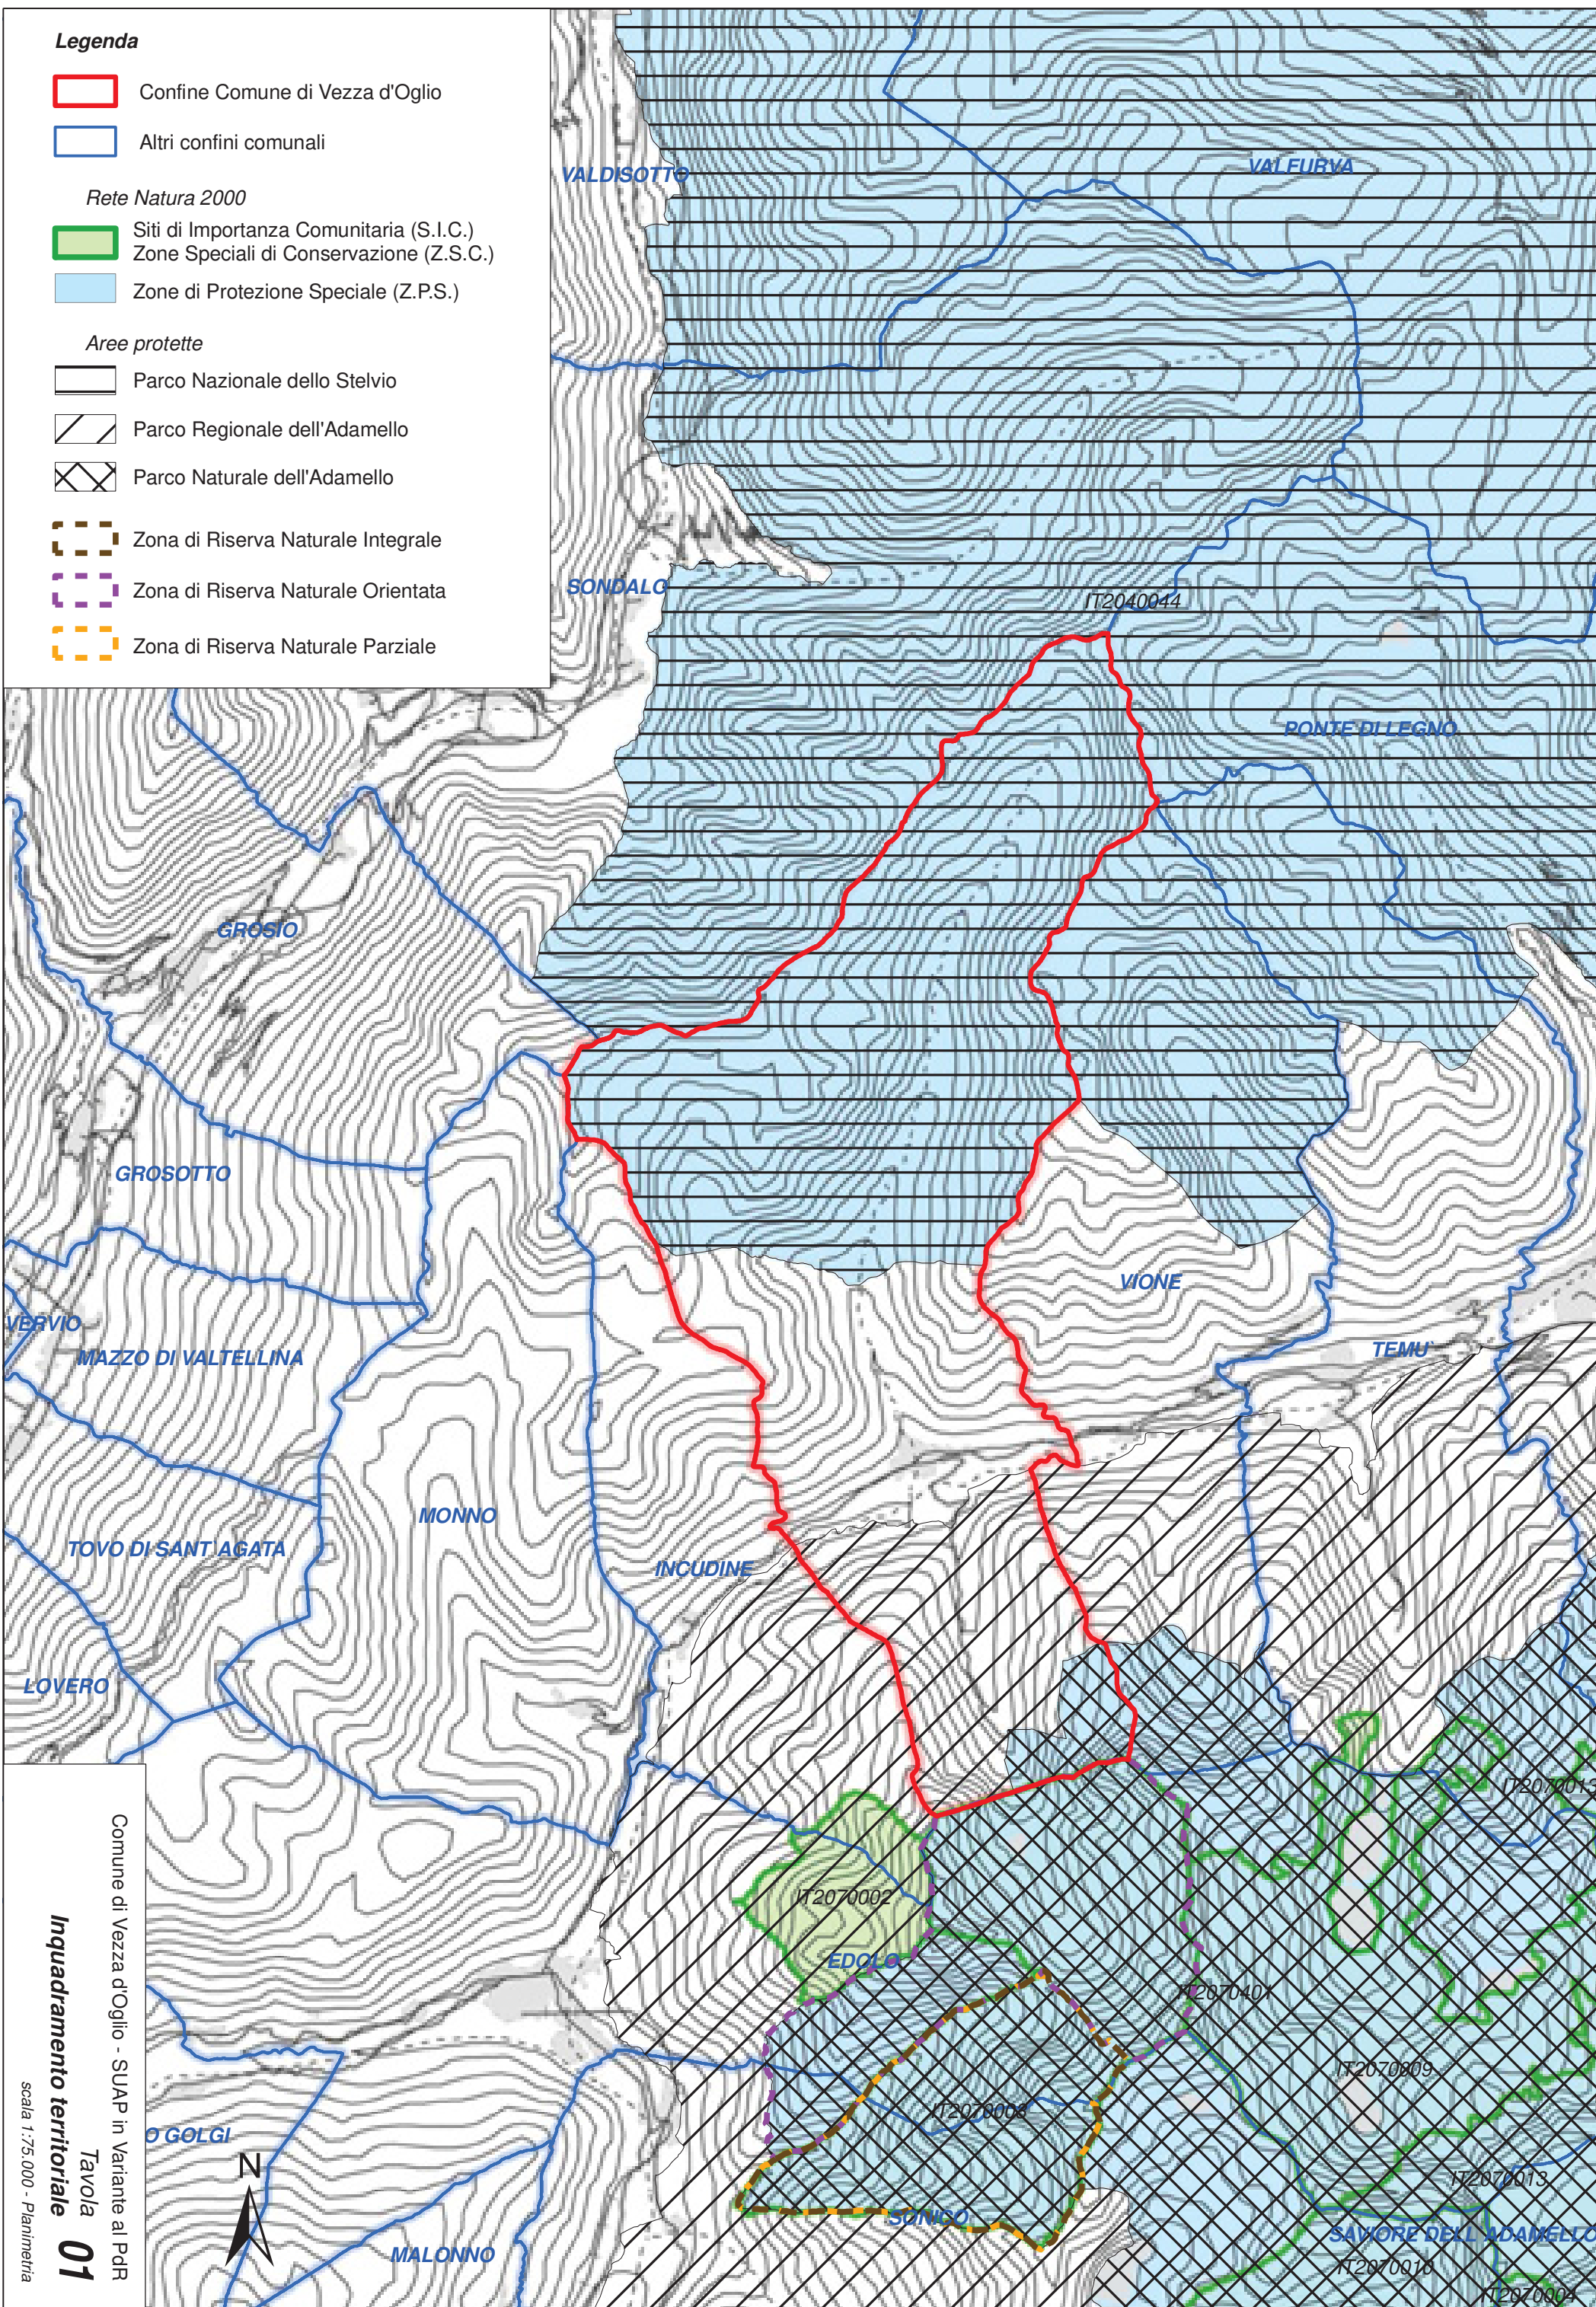 Legenda
Confine Comune di Vezza d'Oglio
Altri confini comunali
Rete Natura 2000
Siti di Importanza Comunitaria (S.I.C.)
Zone Speciali di Conservazione (Z.S.C.)
Zone di Protezione Speciale (Z.P.S.)
Aree protette
Parco Nazionale dello Stelvio
Parco Regionale dell'Adamello
Parco Naturale dell'Adamello
Zona di Riserva Naturale Integrale
Zona di Riserva Naturale Orientata
Zona di Riserva Naturale Parziale
VALDISOTTO
VALFURVA
SONDALO
IT2040044
PONTE DI LEGNO
GROSIO
GROSOTTO
VIONE
VERVIO
TEMU`
MAZZO DI VALTELLINA
MONNO
TOVO DI SANT`AGATA
INCUDINE
LOVERO
IT2070013
IT2070002
EDOLO
IT2070401
IT2070009
IT2070003
O GOLGI
IT2070013
SONICO
SAVIORE DELL`ADAMELLO
MALONNO
IT2070010
IT2070004
N
Comune di Vezza d'Oglio - SUAP in Variante al PdR
Tavola
Inquadramento territoriale 01
scala 1:75.000 - Planimetria